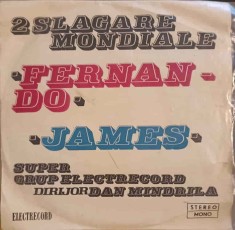 2 SLAGARE
MONDIALE
"FERNAN-
DO"
"JAMES"
SUPER
GRUP ELECTRECORD
DIRIJOR DAN MINDRILA
ELECTRECORD
STEREO
MONO